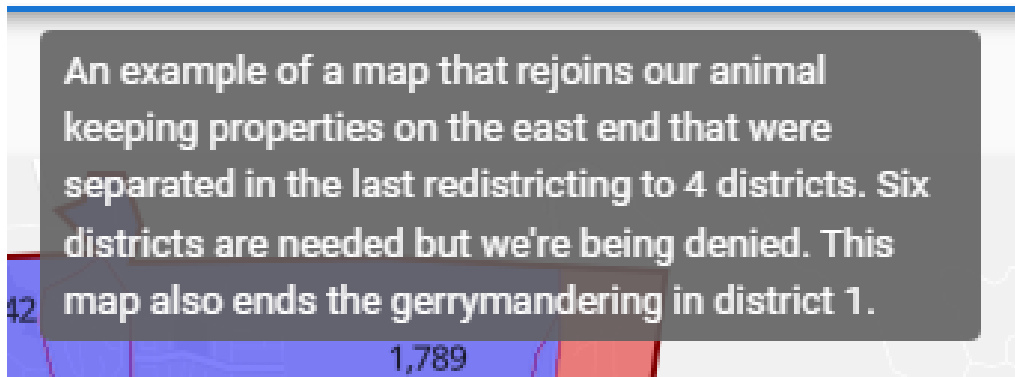 An example of a map that rejoins our animal
keeping properties on the east end that were
separated in the last redistricting to 4 districts. Six
districts are needed but we're being denied. This
map also ends the gerrymandering in district 1.
42
1,789